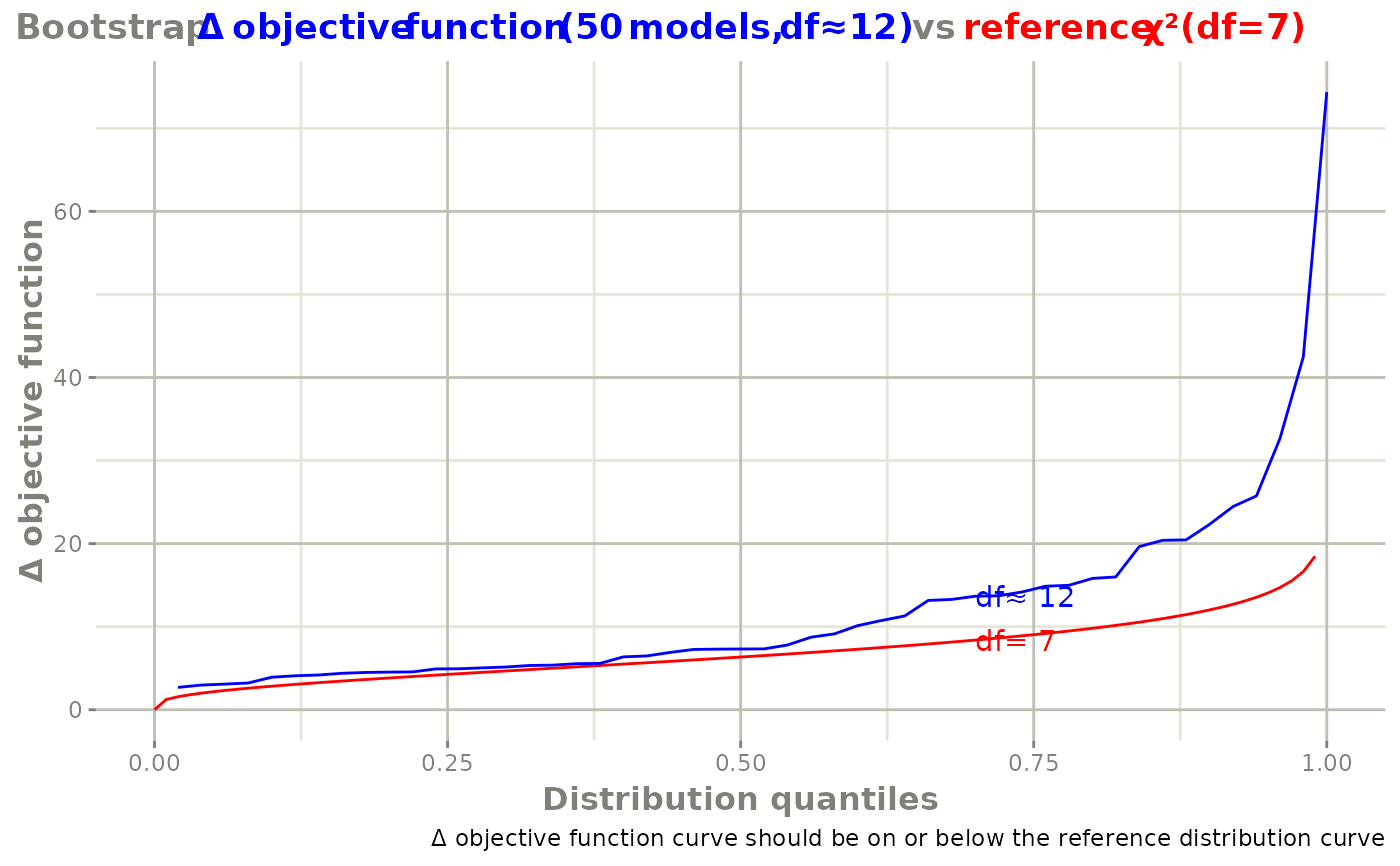 Bootstrap Δ objective function (50 models, df≈12) vs reference χ²(df=7)
Δ objective function
60
40
20
0
df≈ 12
df= 7
0.00 0.25 0.50 0.75 1.00
Distribution quantiles
Δ objective function curve should be on or below the reference distribution curve